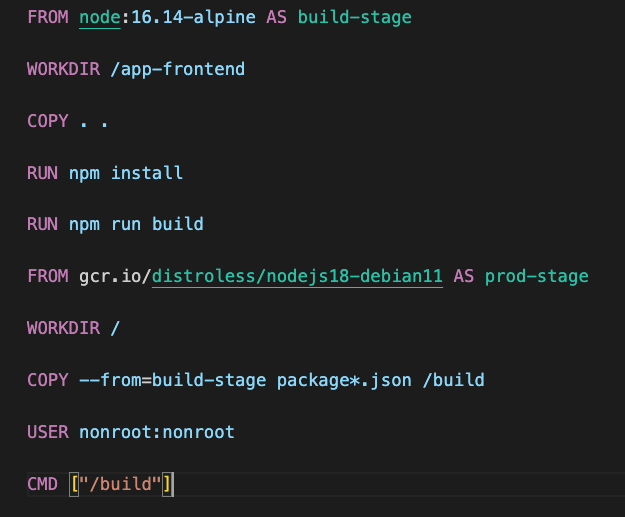 FROM node:16.14-alpine AS build-stage
WORKDIR /app-frontend
COPY . .
RUN npm install
RUN npm run build
FROM gcr.io/distroless/nodejs18-debian11 AS prod-stage
WORKDIR /
COPY --from=build-stage package*.json /build
USER nonroot:nonroot
CMD ["/build"]